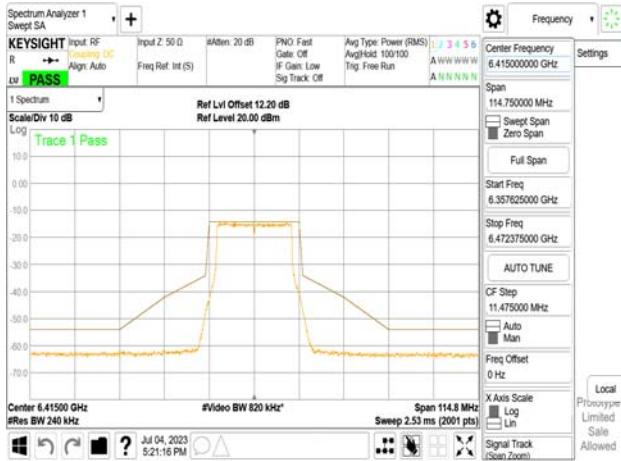 Spectrum Analyzer 1
Swept SA
+
Frequency
KEYSIGHT
R
LXI
PASS
Input: RF
Coupling: DC
Align: Auto
Input Z: 50 Ω
Freq Ref: Int (S)
#Atten: 20 dB
PNO: Fast
Gate: Off
IF Gain: Low
Sig Track: Off
Avg Type: Power (RMS)
Avg|Hold: 100/100
Trig: Free Run
1 2 3 4 5 6
A W W W W W
A N N N N N
Center Frequency
6.415000000 GHz
Settings
Span
114.750000 MHz
Swept Span
Zero Span
Full Span
Start Freq
6.357625000 GHz
Stop Freq
6.472375000 GHz
AUTO TUNE
CF Step
11.475000 MHz
Auto
Man
Freq Offset
0 Hz
X Axis Scale
Log
Lin
Signal Track
(Span Zoom)
Local
Prototype
Limited
Sale
Allowed
1 Spectrum
Scale/Div 10 dB
Ref Lvl Offset 12.20 dB
Ref Level 20.00 dBm
Log
Trace 1 Pass
10.0
0.00
-10.0
-20.0
-30.0
-40.0
-50.0
-60.0
-70.0
Center 6.41500 GHz
#Res BW 240 kHz
#Video BW 820 kHz*
Span 114.8 MHz
Sweep 2.53 ms (2001 pts)
?
Jul 04, 2023
5:21:16 PM